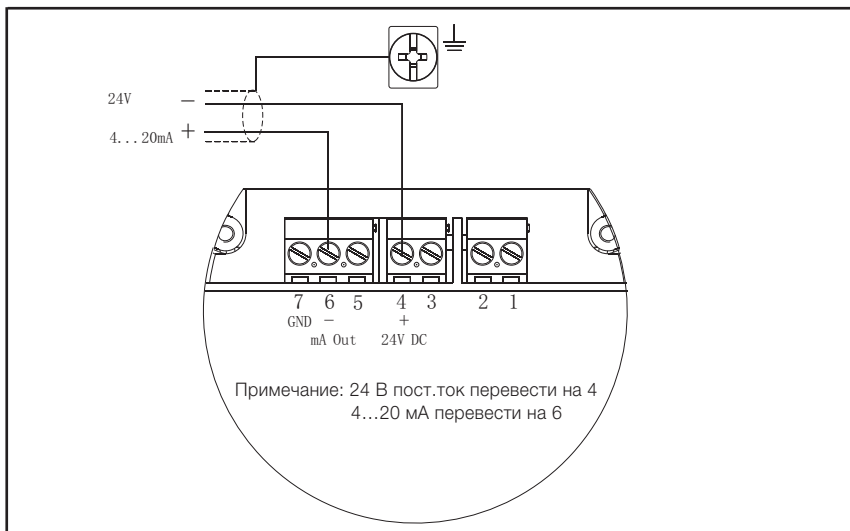 24V −
4...20mA +
7 6 5 4 3 2 1
GND − +
mA Out 24V DC
Примечание: 24 В пост.ток перевести на 4
4...20 мА перевести на 6